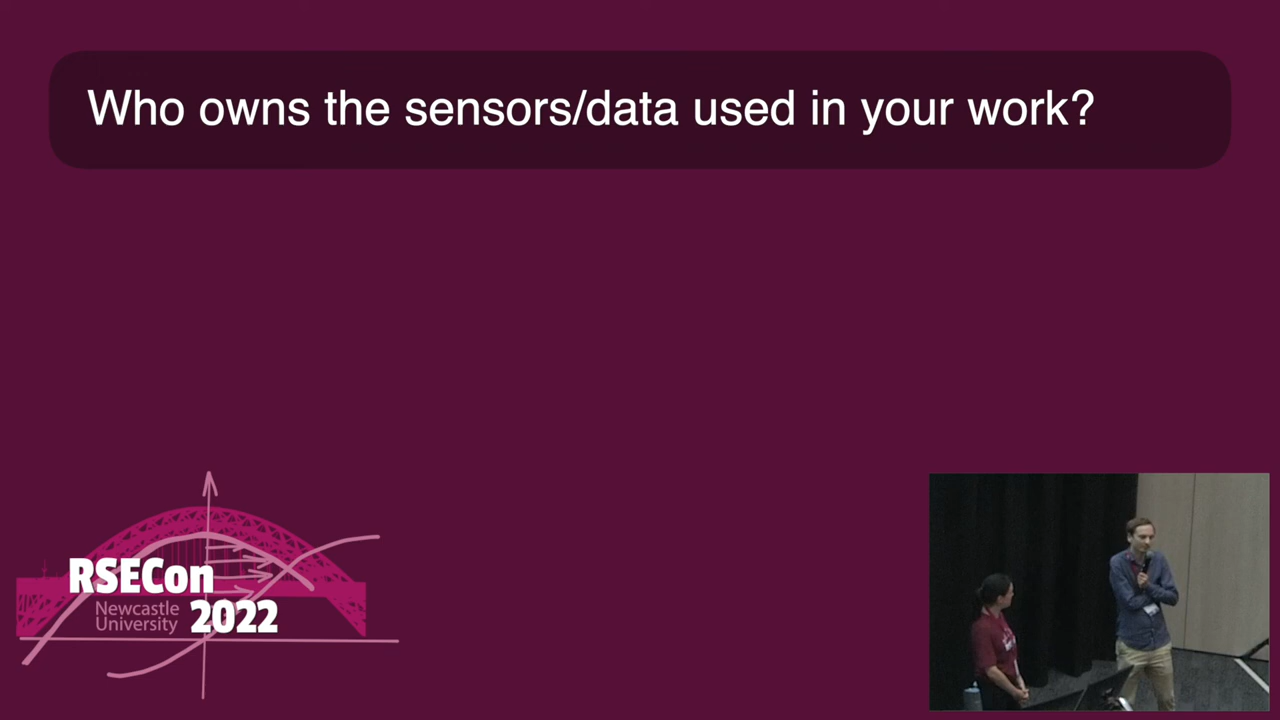 Who owns the sensors/data used in your work?
RSECon
Newcastle
University 2022